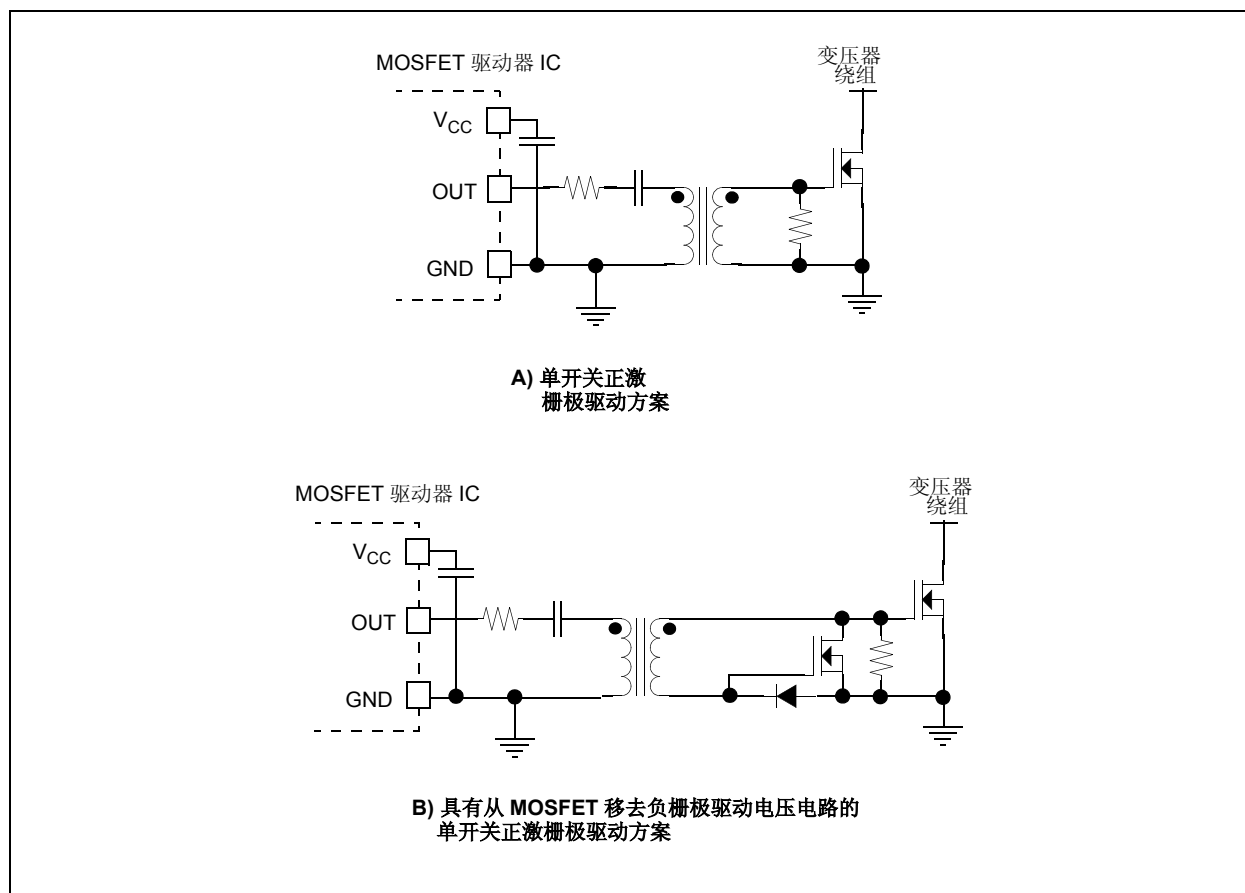 MOSFET 驱动器 IC
变压器
绕组
VCC
OUT
GND
A) 单开关正激
栅极驱动方案
MOSFET 驱动器 IC
变压器
绕组
VCC
OUT
GND
B) 具有从 MOSFET 移去负栅极驱动电压电路的
单开关正激栅极驱动方案